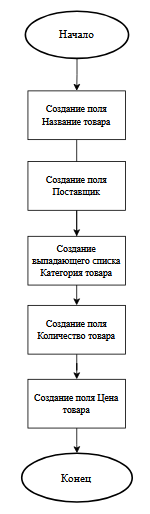 Начало
Создание поля
Название товара
Создание поля
Поставщик
Создание
выпадающего списка
Категория товара
Создание поля
Количество товара
Создание поля Цена
товара
Конец